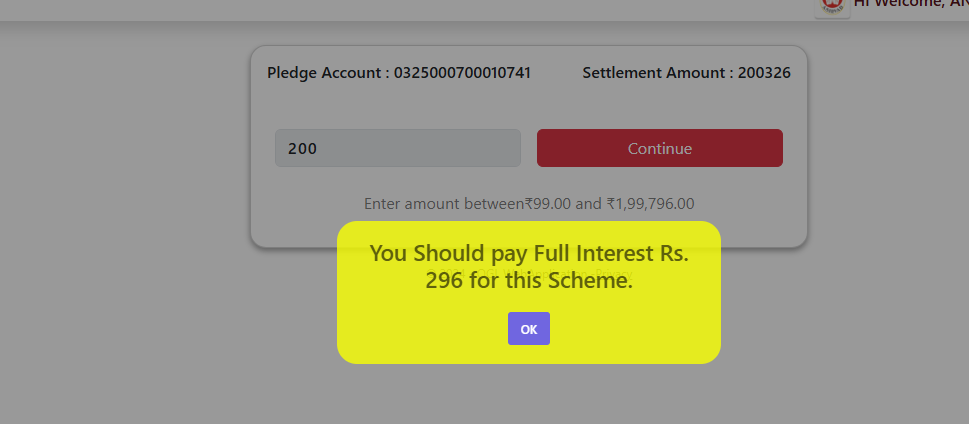 Hi Welcome,
Pledge Account : 0325000700010741 Settlement Amount : 200326
200 Continue
Enter amount between₹99.00 and ₹1,99,796.00
You Should pay Full Interest Rs.
296 for this Scheme.
OK